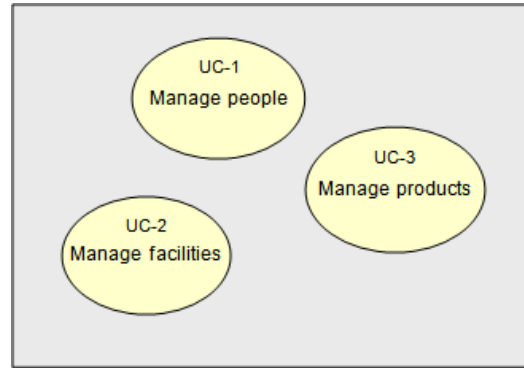 UC-1
Manage people
UC-3
Manage products
UC-2
Manage facilities